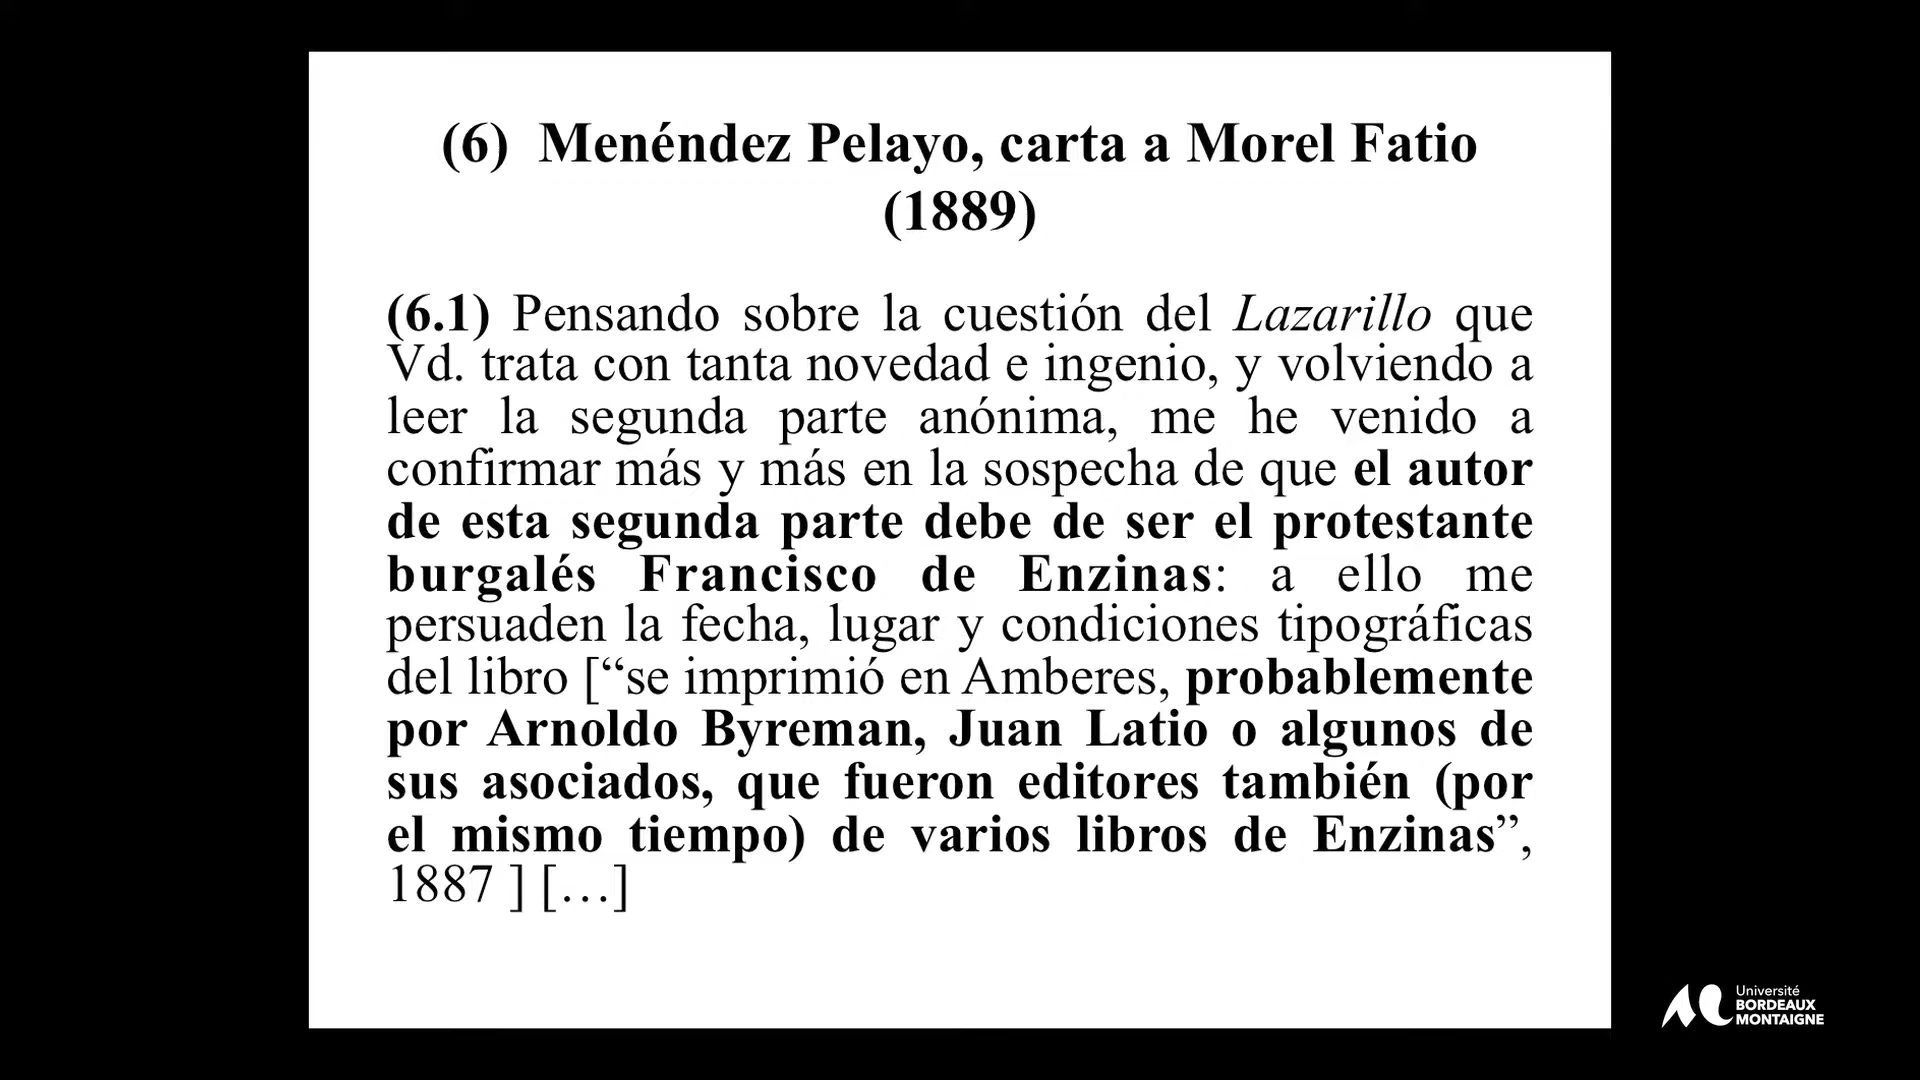 (6) Menéndez Pelayo, carta a Morel Fatio
(1889)
(6.1) Pensando sobre la cuestión del Lazarillo que
Vd. trata con tanta novedad e ingenio, y volviendo a
leer la segunda parte anónima, me he venido a
confirmar más y más en la sospecha de que el autor
de esta segunda parte debe de ser el protestante
burgalés Francisco de Enzinas: a ello me
persuaden la fecha, lugar y condiciones tipográficas
del libro [“se imprimió en Amberes, probablemente
por Arnoldo Byreman, Juan Latio o algunos de
sus asociados, que fueron editores también (por
el mismo tiempo) de varios libros de Enzinas”,
1887 ] […]
Université
BORDEAUX
MONTAIGNE